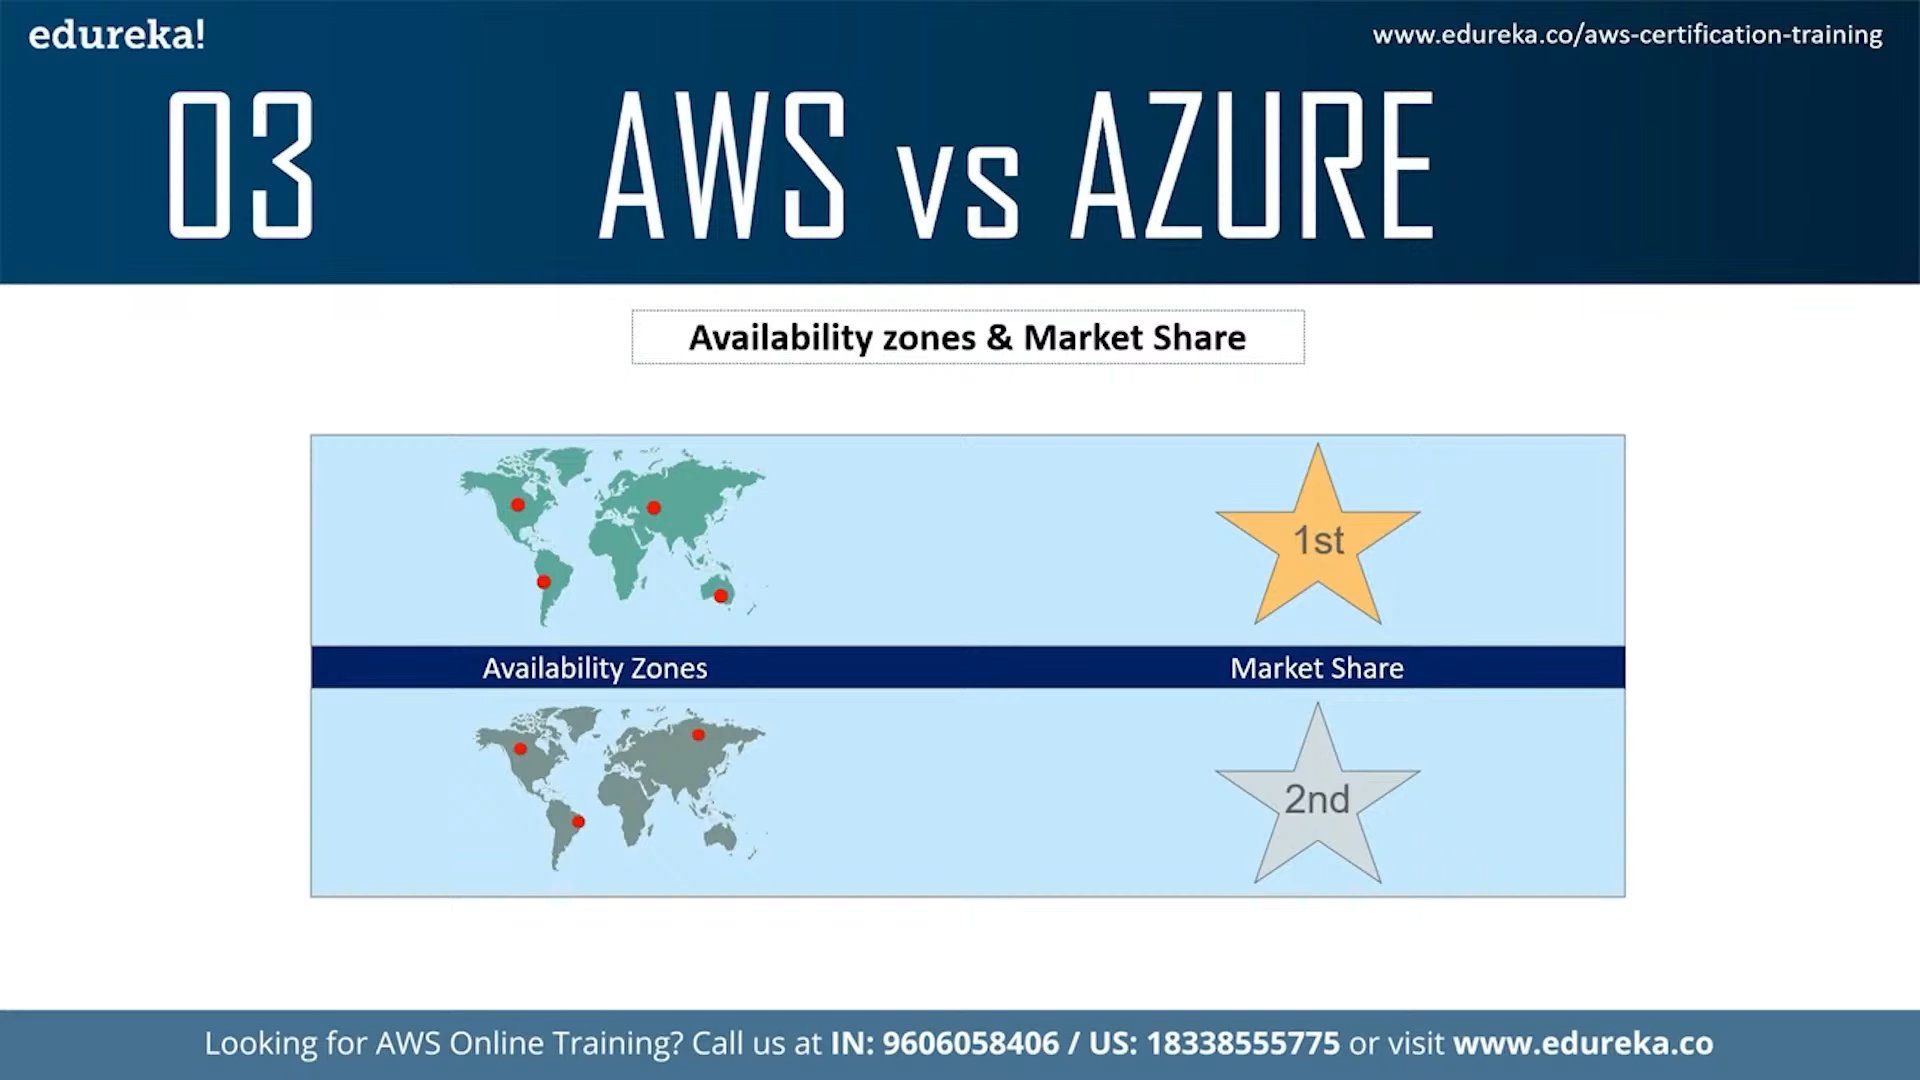 edureka!
www.edureka.co/aws-certification-training
03 AWS vs AZURE
Availability zones & Market Share
1st
Availability Zones Market Share
2nd
Looking for AWS Online Training? Call us at IN: 9606058406 / US: 18338555775 or visit www.edureka.co